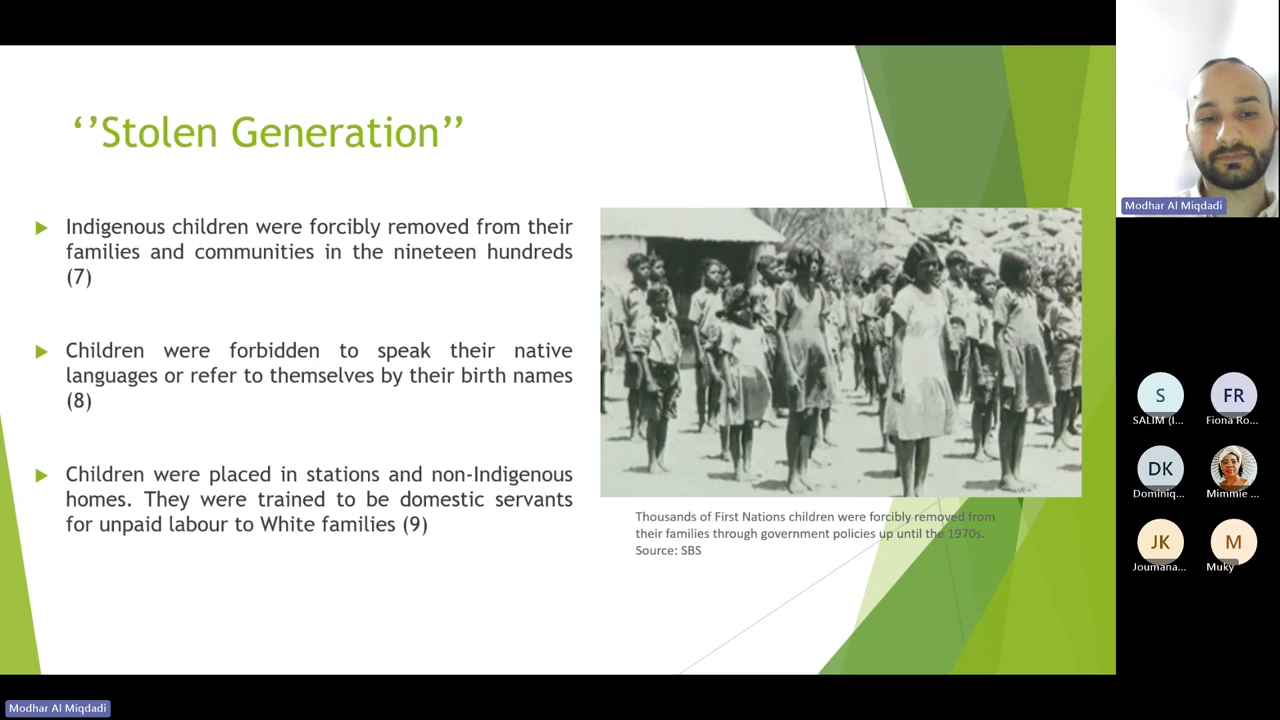 ‘’Stolen Generation’’
Indigenous children were forcibly removed from their
families and communities in the nineteen hundreds
(7)
Children were forbidden to speak their native
languages or refer to themselves by their birth names
(8)
Children were placed in stations and non-Indigenous
homes. They were trained to be domestic servants
for unpaid labour to White families (9)
Thousands of First Nations children were forcibly removed from
their families through government policies up until the 1970s.
Source: SBS
Modhar Al Miqdadi
S
SALIM (I...
FR
Fiona Ro...
DK
Dominiq...
Mimmie ...
JK
Joumana...
M
Muky
Modhar Al Miqdadi